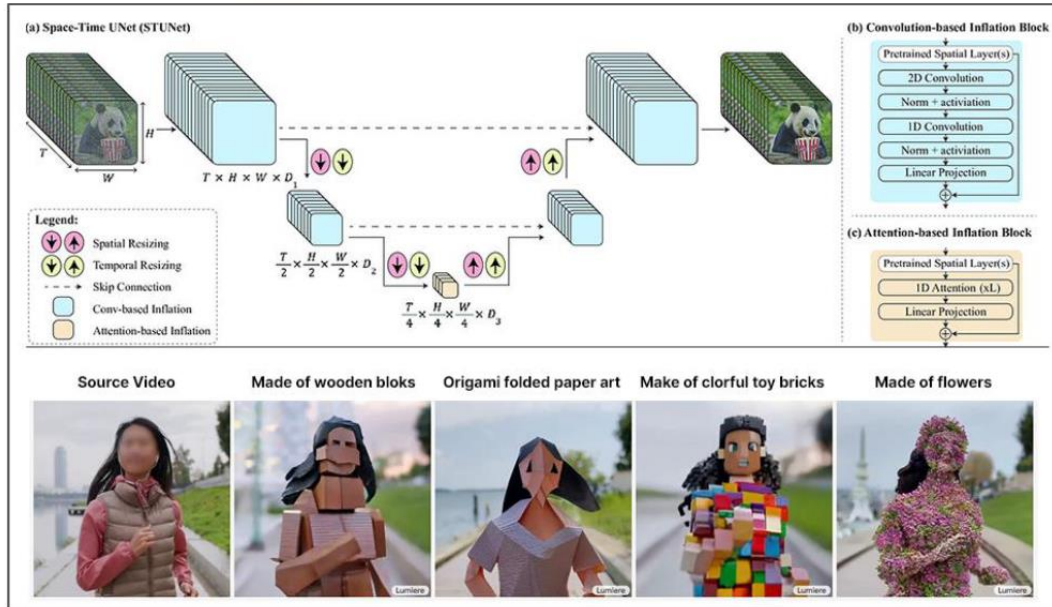 (a) Space-Time UNet (STUNet)
T
H
W
T × H × W × D₁
T/2 × H/2 × W/2 × D₂
T/4 × H/4 × W/4 × D₃
Legend:
Spatial Resizing
Temporal Resizing
Skip Connection
Conv-based Inflation
Attention-based Inflation
(b) Convolution-based Inflation Block
Pretrained Spatial Layer(s)
2D Convolution
Norm + activiation
1D Convolution
Norm + activiation
Linear Projection
(c) Attention-based Inflation Block
Pretrained Spatial Layer(s)
1D Attention (xL)
Linear Projection
Source Video
Made of wooden bloks
Origami folded paper art
Make of clorful toy bricks
Made of flowers
Lumiere
Lumiere
Lumiere
Lumiere